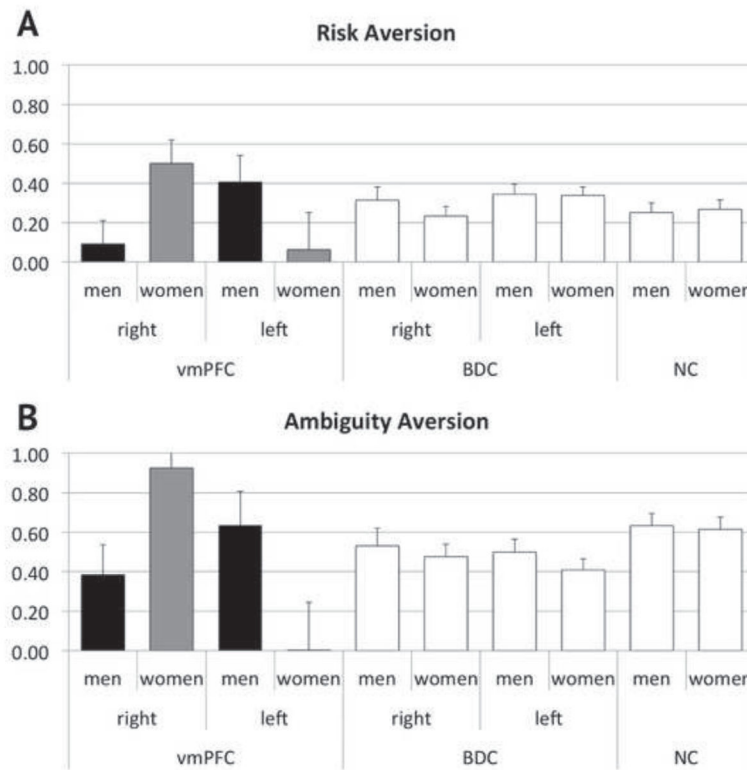 A
Risk Aversion
1.00
0.80
0.60
0.40
0.20
0.00
men women men women men women men women men women
right left right left
vmPFC BDC NC
B
Ambiguity Aversion
1.00
0.80
0.60
0.40
0.20
0.00
men women men women men women men women men women
right left right left
vmPFC BDC NC